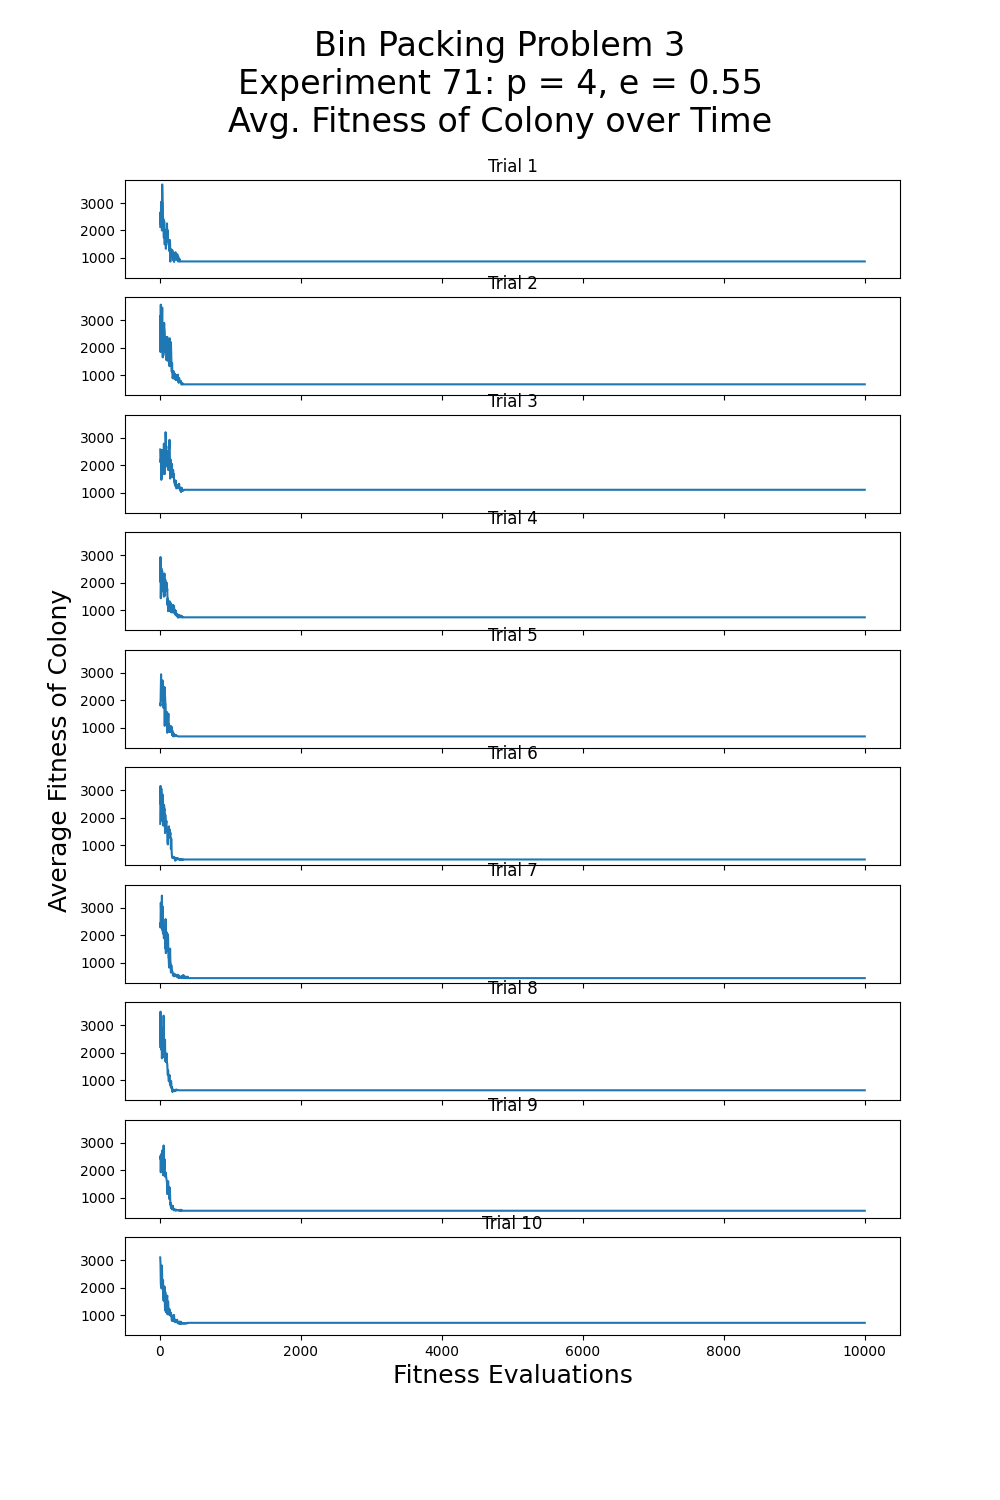 Bin Packing Problem 3
Experiment 71: p = 4, e = 0.55
Avg. Fitness of Colony over Time
Trial 1
3000
2000
1000
Trial 2
3000
2000
1000
Trial 3
3000
2000
1000
Trial 4
3000
2000
1000
Trial 5
3000
2000
1000
Trial 6
3000
2000
1000
Trial 7
3000
2000
1000
Trial 8
3000
2000
1000
Trial 9
3000
2000
1000
Trial 10
3000
2000
1000
0 2000 4000 6000 8000 10000
Fitness Evaluations
Average Fitness of Colony